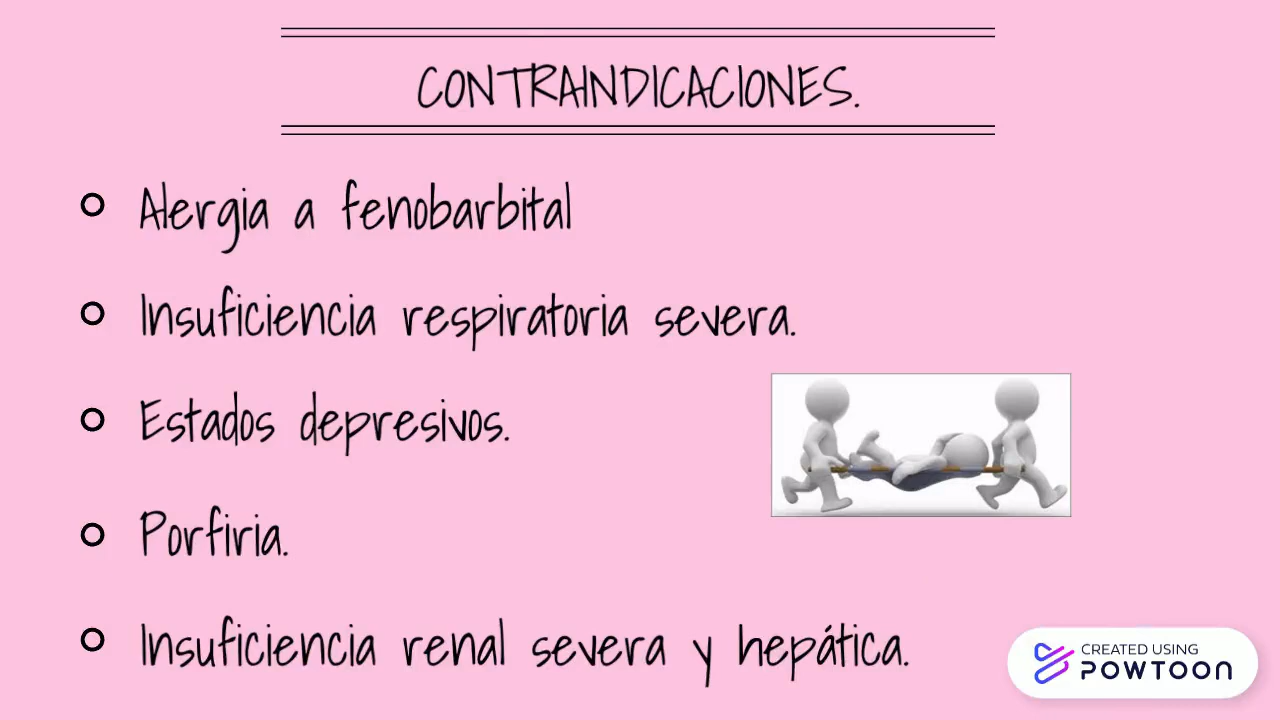 CONTRAINDICACIONES.
Alergia a fenobarbital
Insuficiencia respiratoria severa.
Estados depresivos.
Porfiria.
Insuficiencia renal severa y hepática.
CREATED USING
POWTOON